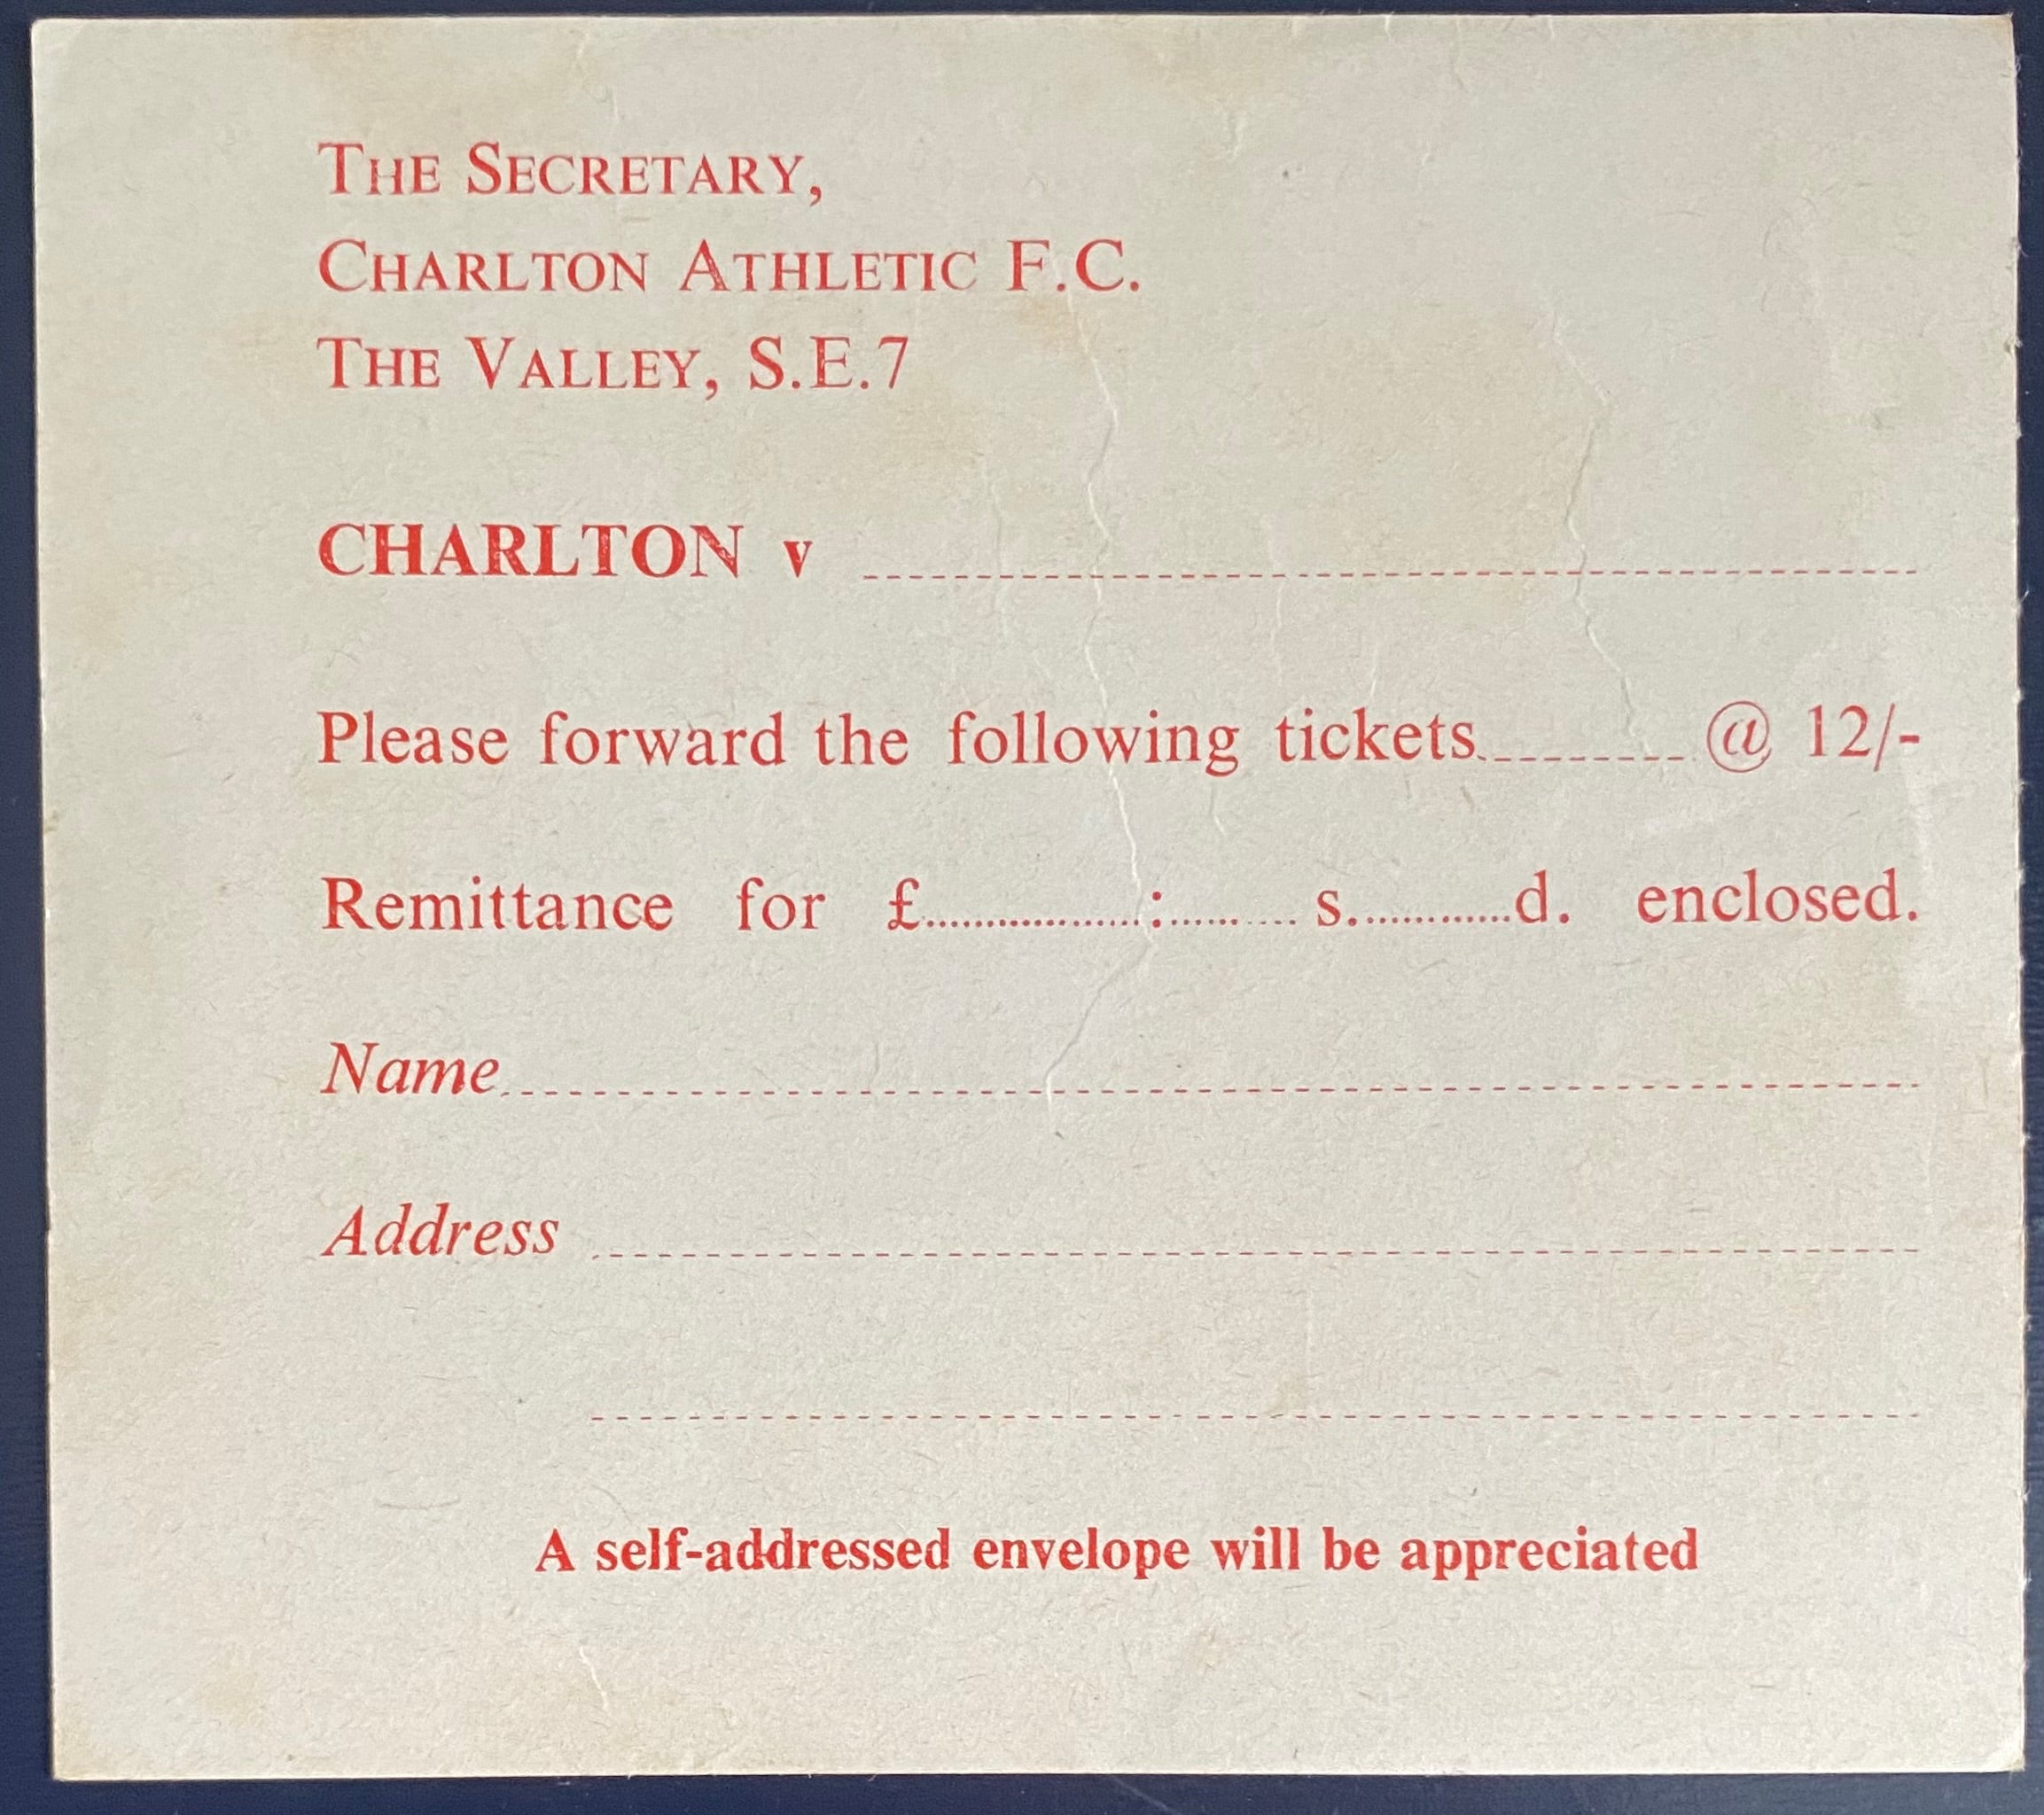 The Secretary,
Charlton Athletic F.C.
The Valley, S.E.7
CHARLTON v ........................................
Please forward the following tickets.......... @ 12/-
Remittance for £..................:........... s.............d. enclosed.
Name........................................
Address ........................................
........................................
A self-addressed envelope will be appreciated